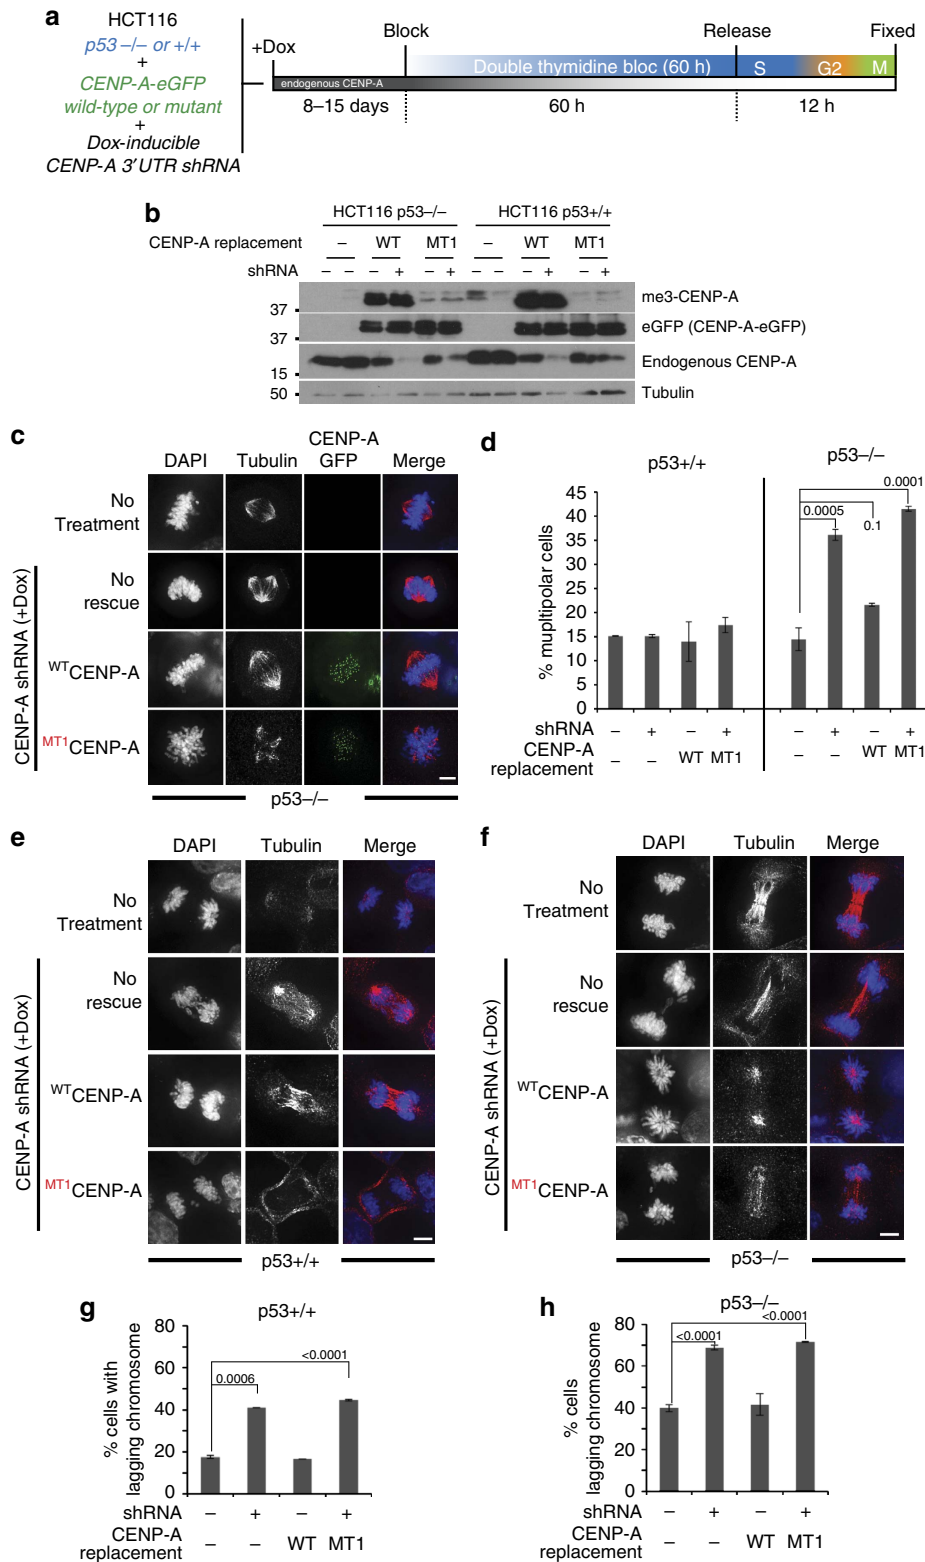 a
HCT116
p53 –/– or +/+
+
CENP-A-eGFP
wild-type or mutant
+
Dox-inducible
CENP-A 3′UTR shRNA
+Dox
Block
Release
Fixed
endogenous CENP-A
Double thymidine bloc (60 h)
S
G2
M
8–15 days
60 h
12 h
b
HCT116 p53–/–
HCT116 p53+/+
CENP-A replacement
– WT MT1 – WT MT1
shRNA
– – – + – + – – – + – +
37
me3-CENP-A
37
eGFP (CENP-A-eGFP)
15
Endogenous CENP-A
50
Tubulin
c
DAPI
Tubulin
CENP-A
GFP
Merge
No
Treatment
CENP-A shRNA (+Dox)
No
rescue
WTCENP-A
MT1CENP-A
p53–/–
d
p53+/+
p53–/–
% mupltipolar cells
45
40
35
30
25
20
15
10
5
0
0.0005
0.1
0.0001
shRNA
– + – + – + – +
CENP-A
replacement
– – WT MT1 – – WT MT1
e
DAPI
Tubulin
Merge
No
Treatment
CENP-A shRNA (+Dox)
No
rescue
WTCENP-A
MT1CENP-A
p53+/+
f
DAPI
Tubulin
Merge
No
Treatment
CENP-A shRNA (+Dox)
No
rescue
WTCENP-A
MT1CENP-A
p53–/–
g
p53+/+
% cells with
lagging chromosome
80
60
40
20
0
0.0006
<0.0001
shRNA
– + – +
CENP-A
replacement
– – WT MT1
h
p53–/–
% cells
lagging chromosome
80
60
40
20
0
<0.0001
<0.0001
shRNA
– + – +
CENP-A
replacement
– – WT MT1